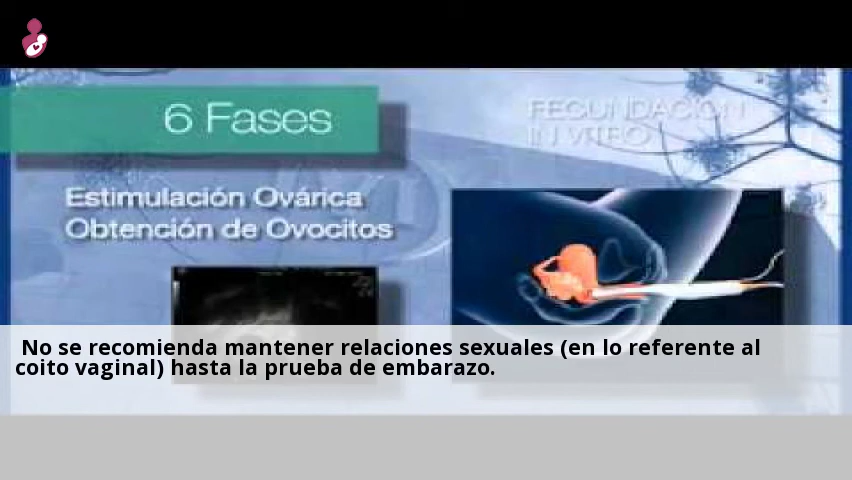 6 Fases
FECUNDACIÓN
IN VITRO
Estimulación Ovárica
Obtención de Ovocitos
No se recomienda mantener relaciones sexuales (en lo referente al
coito vaginal) hasta la prueba de embarazo.